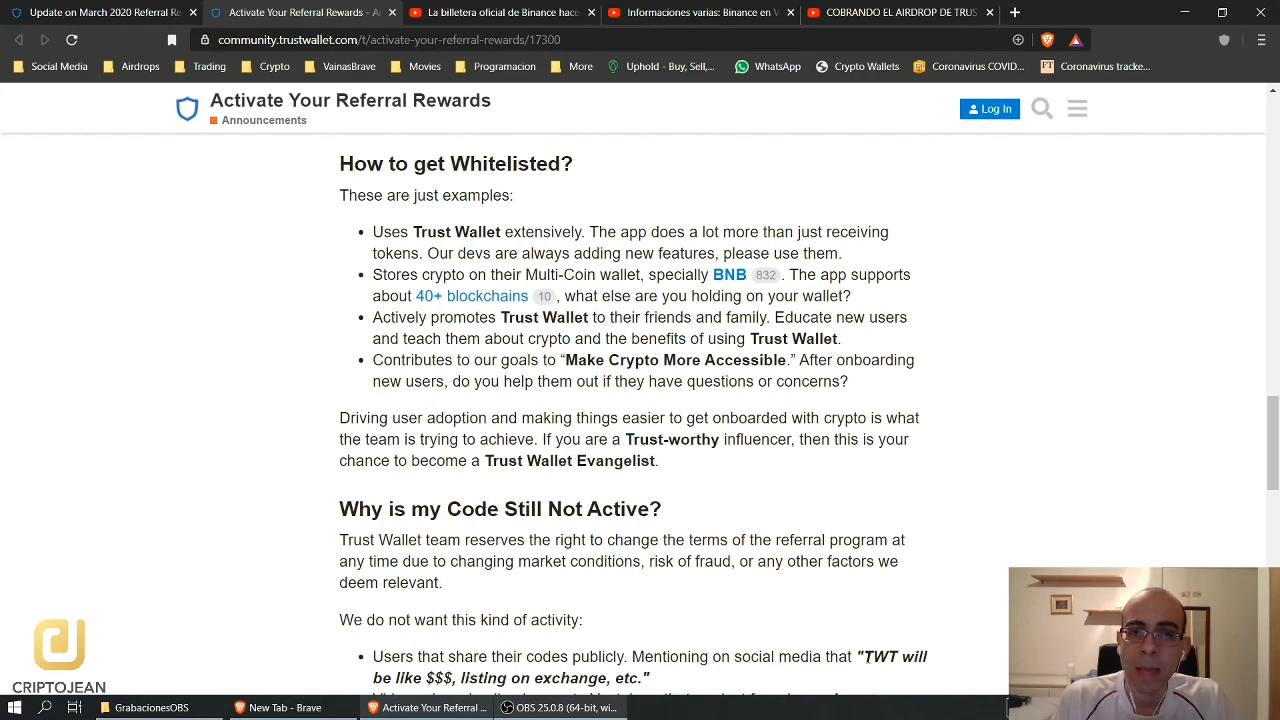 Update on March 2020 Referral Re
Activate Your Referral Rewards - A
La billetera oficial de Binance hace
Informaciones varias: Binance en V
COBRANDO EL AIRDROP DE TRUS
community.trustwallet.com/t/activate-your-referral-rewards/17300
Social Media
Airdrops
Trading
Crypto
VainasBrave
Movies
Programacion
More
Uphold - Buy, Sell,...
WhatsApp
Crypto Wallets
Coronavirus COVID...
FT
Coronavirus tracke...
Activate Your Referral Rewards
Announcements
Log In
How to get Whitelisted?
These are just examples:
Uses Trust Wallet extensively. The app does a lot more than just receiving
tokens. Our devs are always adding new features, please use them.
Stores crypto on their Multi-Coin wallet, specially BNB 832 . The app supports
about 40+ blockchains 10 , what else are you holding on your wallet?
Actively promotes Trust Wallet to their friends and family. Educate new users
and teach them about crypto and the benefits of using Trust Wallet.
Contributes to our goals to “Make Crypto More Accessible.” After onboarding
new users, do you help them out if they have questions or concerns?
Driving user adoption and making things easier to get onboarded with crypto is what
the team is trying to achieve. If you are a Trust-worthy influencer, then this is your
chance to become a Trust Wallet Evangelist.
Why is my Code Still Not Active?
Trust Wallet team reserves the right to change the terms of the referral program at
any time due to changing market conditions, risk of fraud, or any other factors we
deem relevant.
We do not want this kind of activity:
Users that share their codes publicly. Mentioning on social media that "TWT will
be like $$$, listing on exchange, etc."
CRIPTOJEAN
GrabacionesOBS
New Tab - Brave
Activate Your Referral ...
OBS 25.0.8 (64-bit, wi...